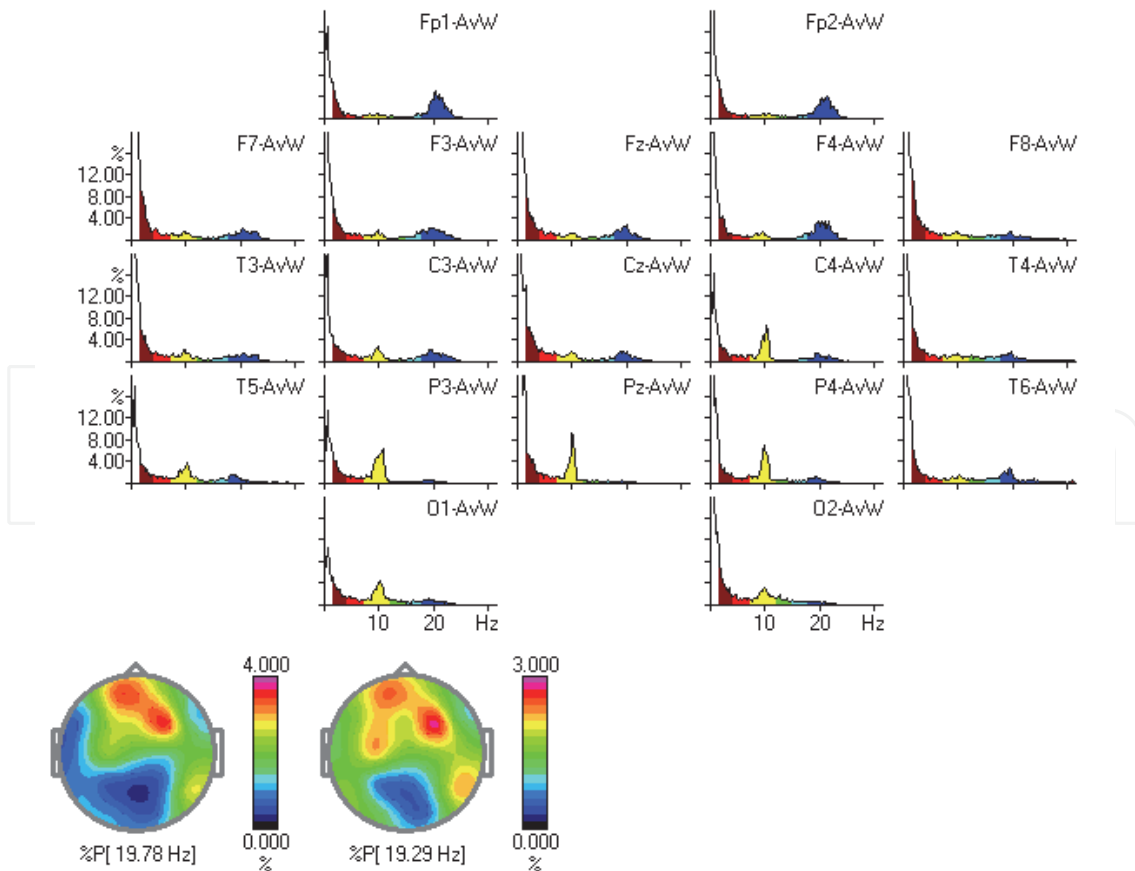 Fp1-AvW Fp2-AvW
% F7-AvW F3-AvW Fz-AvW F4-AvW F8-AvW
12.00
8.00
4.00
% T3-AvW C3-AvW Cz-AvW C4-AvW T4-AvW
12.00
8.00
4.00
% T5-AvW P3-AvW Pz-AvW P4-AvW T6-AvW
12.00
8.00
4.00
O1-AvW O2-AvW
10 20 Hz 10 20 Hz
4.000 3.000
0.000 0.000
%P[ 19.78 Hz] % %P[ 19.29 Hz] %